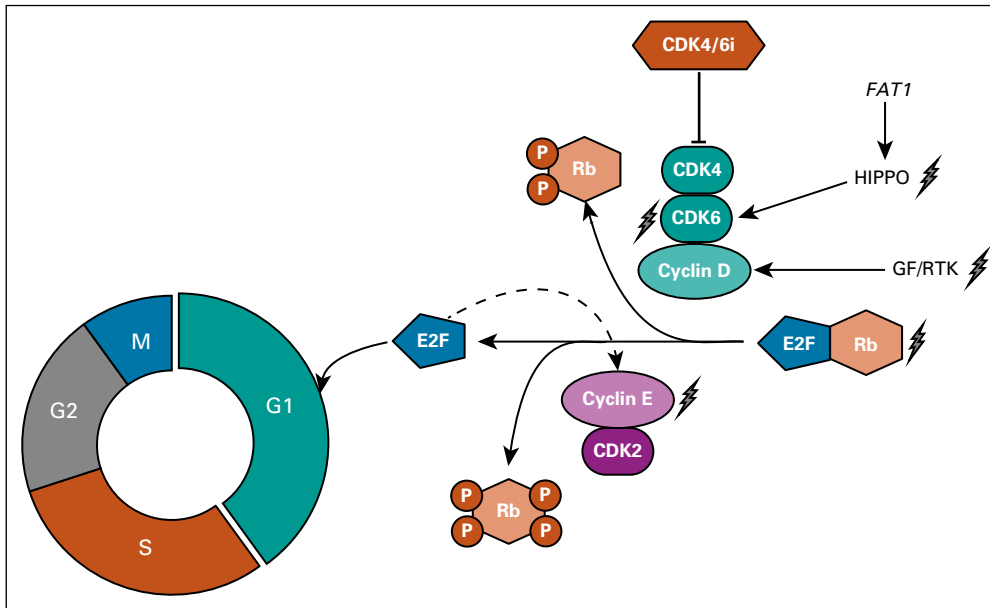 CDK4/6i
FAT1
P
Rb
P
CDK4
HIPPO
CDK6
Cyclin D
GF/RTK
M
E2F
E2F
Rb
G1
G2
Cyclin E
CDK2
P
P
Rb
P
P
S